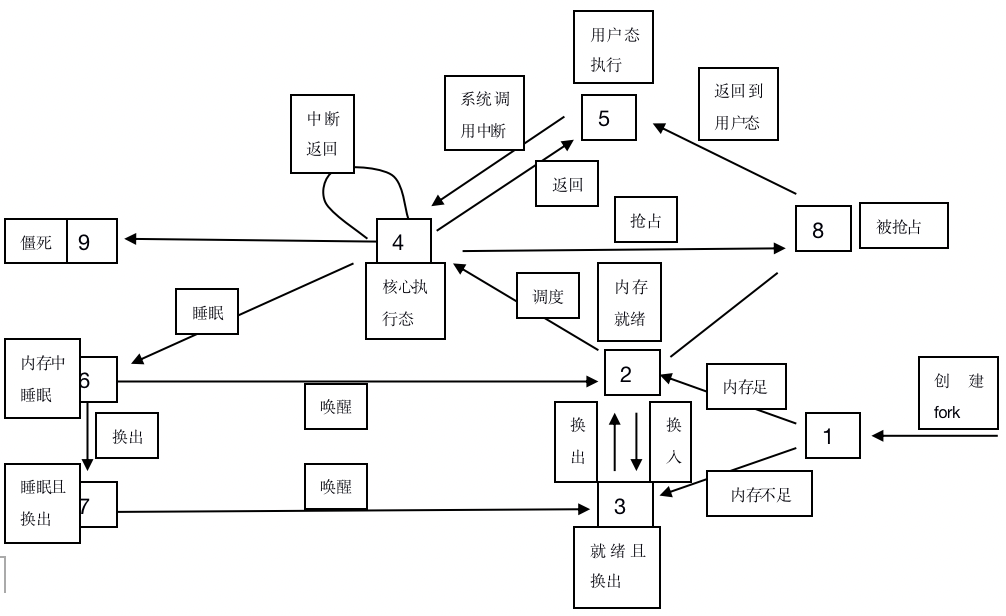 用户态
执行
系统调
用中断
返回到
用户态
中断
返回
5
返回
抢占
8
被抢占
僵死
9
4
核心执
行态
调度
内存
就绪
睡眠
内存中
睡眠
6
2
内存足
创 建
fork
唤醒
换出
换
出
换
入
1
睡眠且
换出
7
唤醒
3
内存不足
就绪且
换出